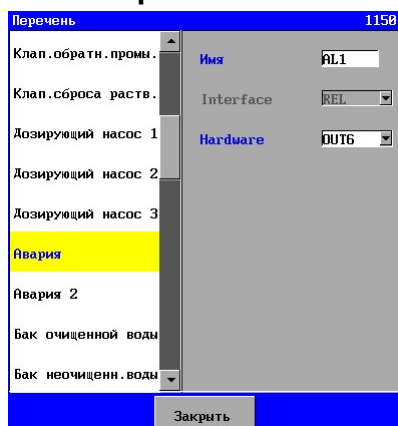 Перечень 1150
Клап.обратн.промы.
Клап.сброса раств.
Дозирующий насос 1
Дозирующий насос 2
Дозирующий насос 3
Авария
Авария 2
Бак очищенной воды
Бак неочищенн.воды
Имя AL1
Interface REL
Hardware OUT6
Закрыть